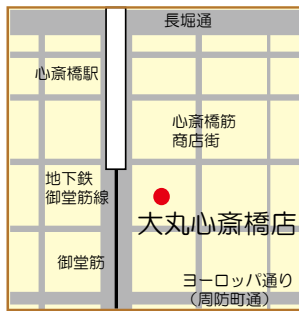 長堀通
心斎橋駅
心斎橋筋
商店街
地下鉄
御堂筋線
大丸心斎橋店
御堂筋
ヨーロッパ通り
（周防町通）